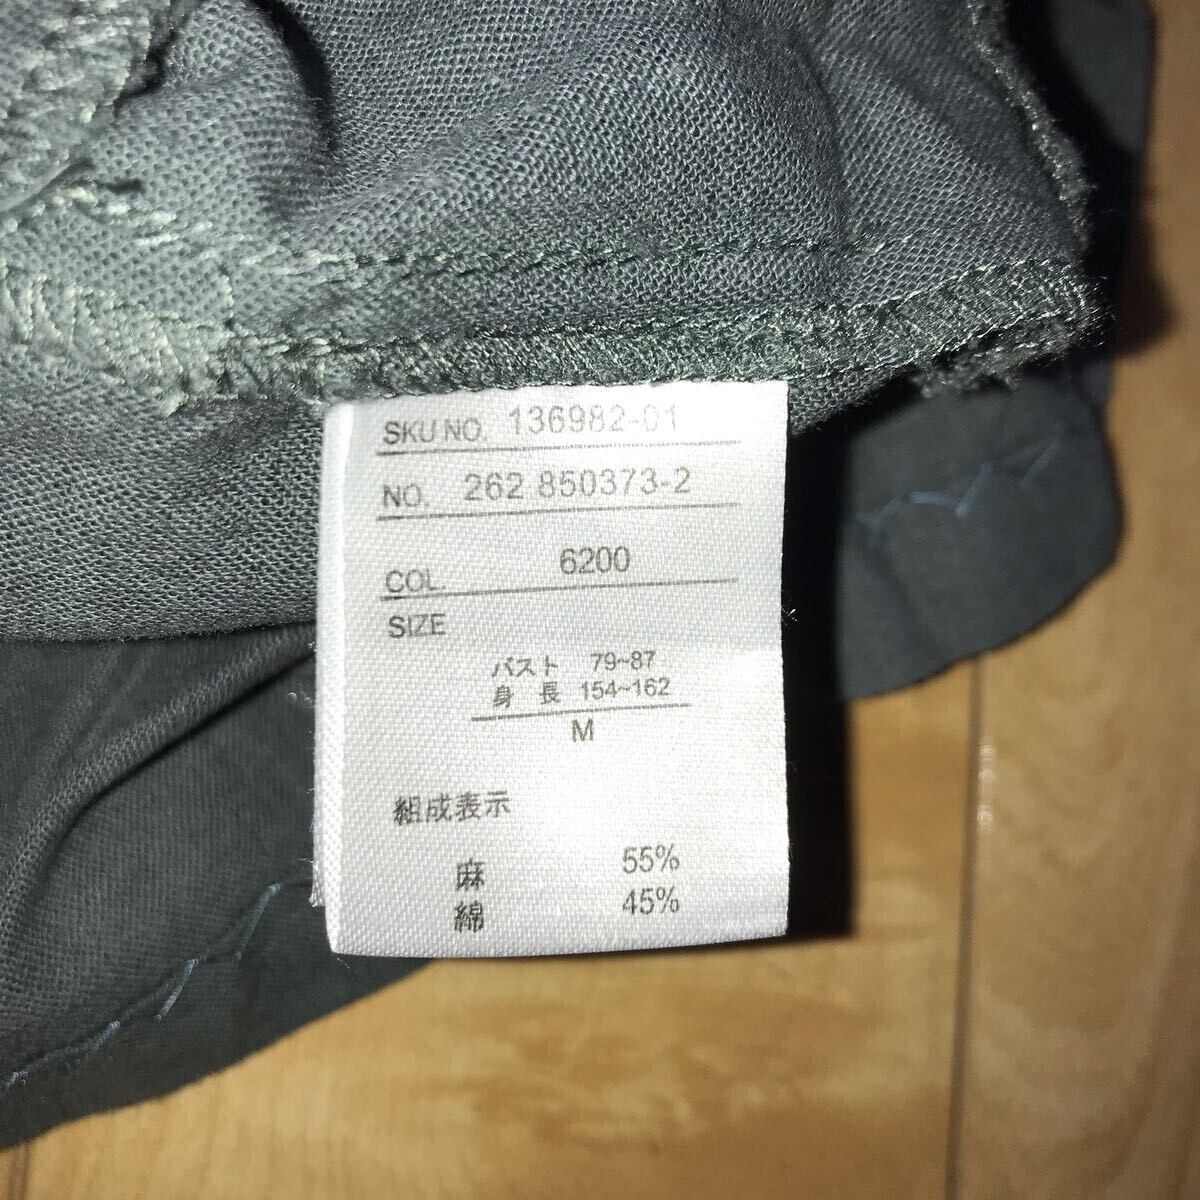 SKU NO. 136982-01
NO. 262 850373-2
COL 6200
SIZE
バスト 79~87
身長 154~162
M
組成表示
麻 55%
綿 45%